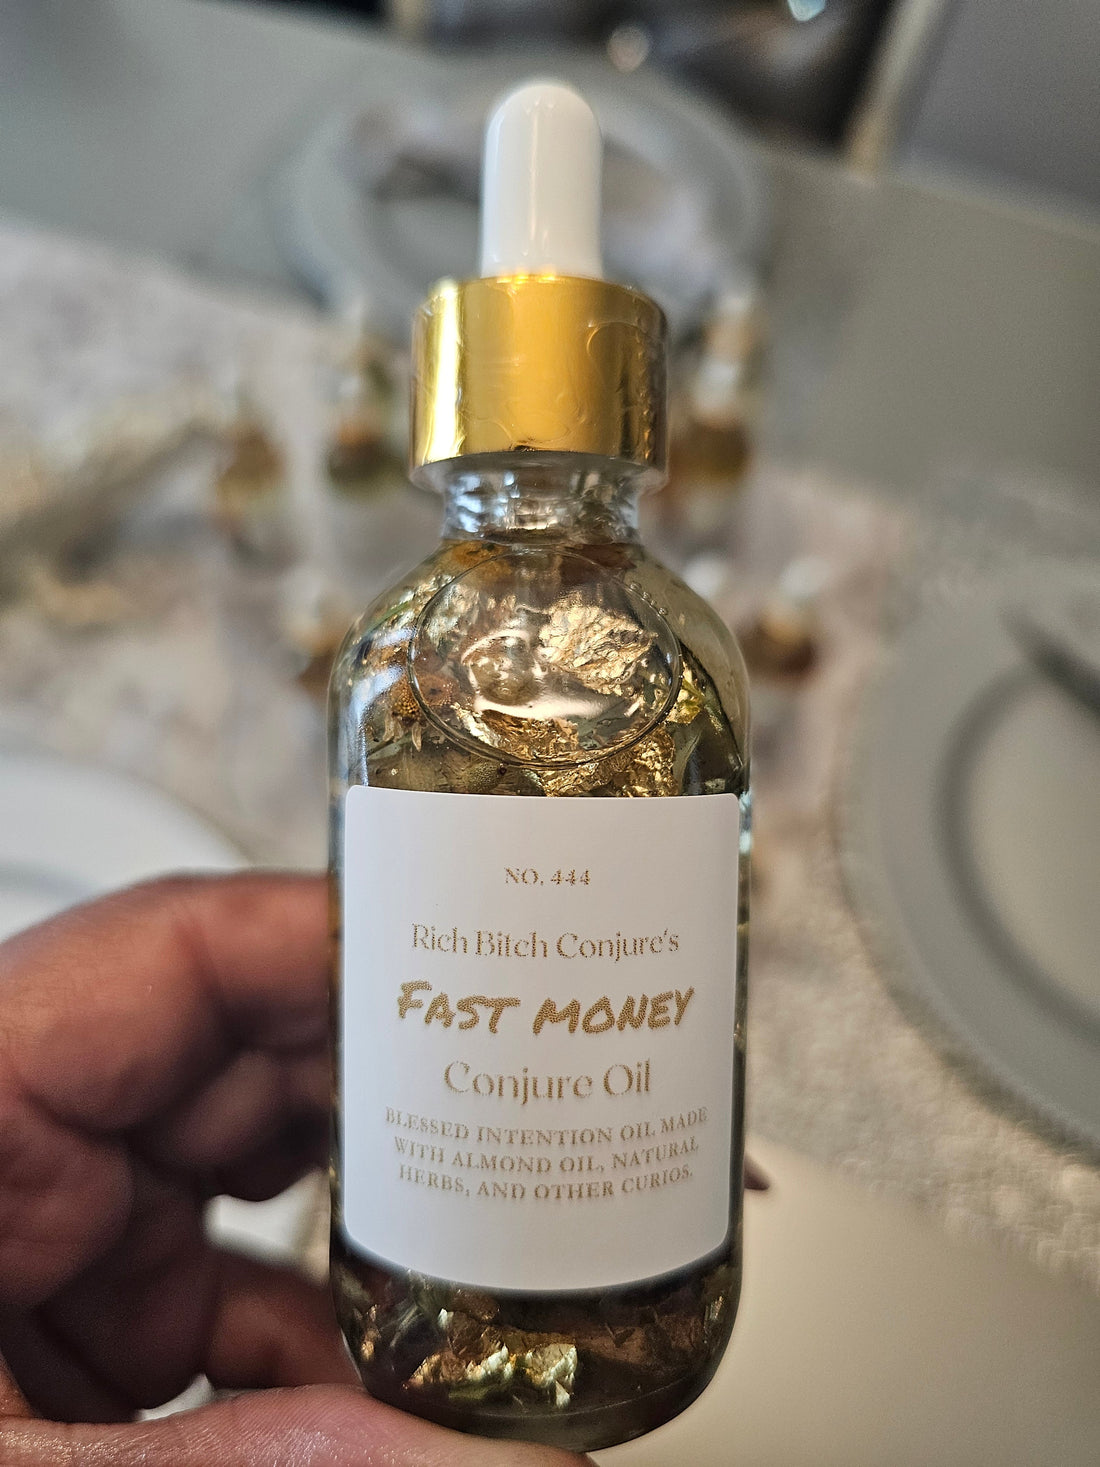 NO. 444
Rich Bitch Conjure's
FAST MONEY
Conjure Oil
BLESSED INTENTION OIL MADE
WITH ALMOND OIL, NATURAL
HERBS, AND OTHER CURIOS.